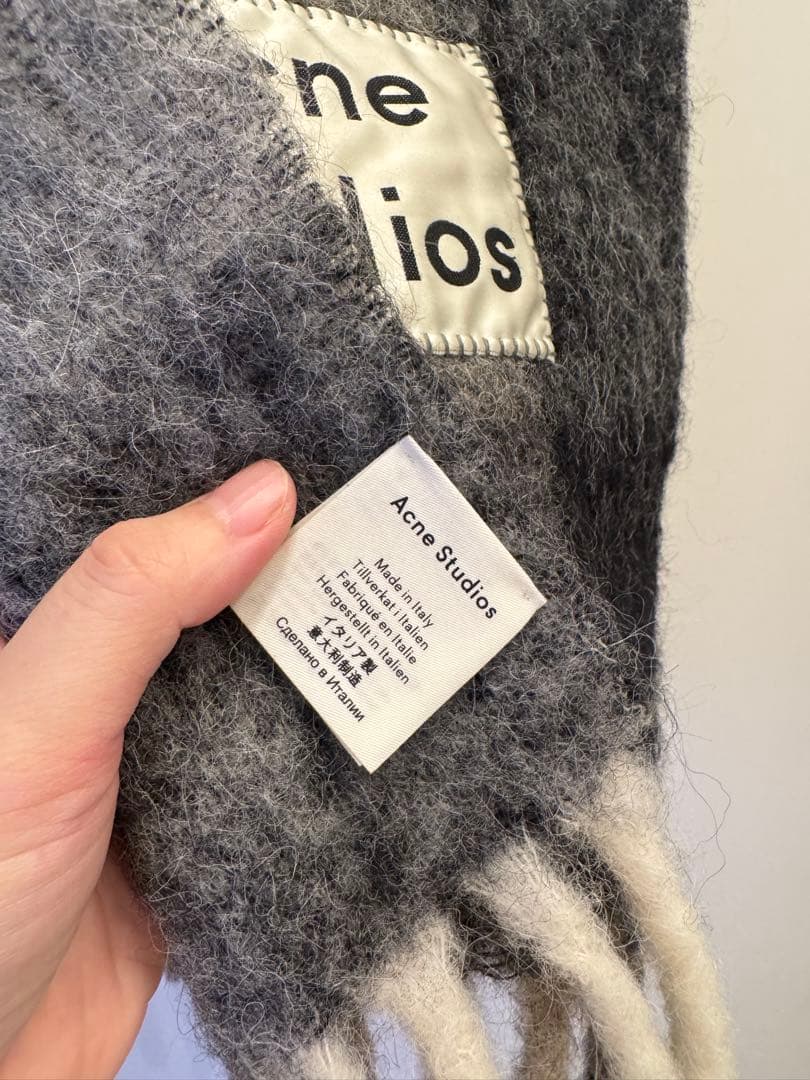 ne
lios
Acne Studios
Made in Italy
Tillverkat i Italien
Fabriqué en Italie
Hergestellt in Italien
イタリア製
意大利制造
Сделано в Италии